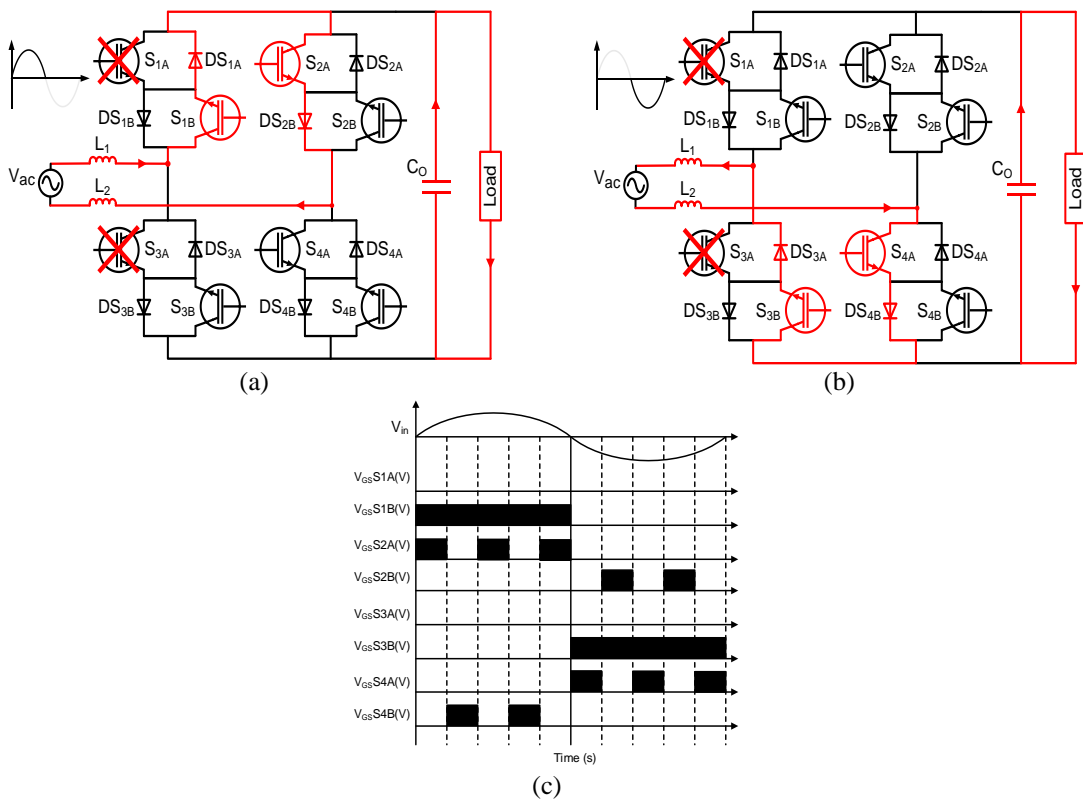 S1A DS1A S2A DS2A
DS1B S1B DS2B S2B
L1
Vac
L2
CO
Load
S3A DS3A S4A DS4A
DS3B S3B DS4B S4B
(a)
S1A DS1A S2A DS2A
DS1B S1B DS2B S2B
L1
Vac
L2
CO
Load
S3A DS3A S4A DS4A
DS3B S3B DS4B S4B
(b)
Vin
VGSS1A(V)
VGSS1B(V)
VGSS2A(V)
VGSS2B(V)
VGSS3A(V)
VGSS3B(V)
VGSS4A(V)
VGSS4B(V)
Time (s)
(c)